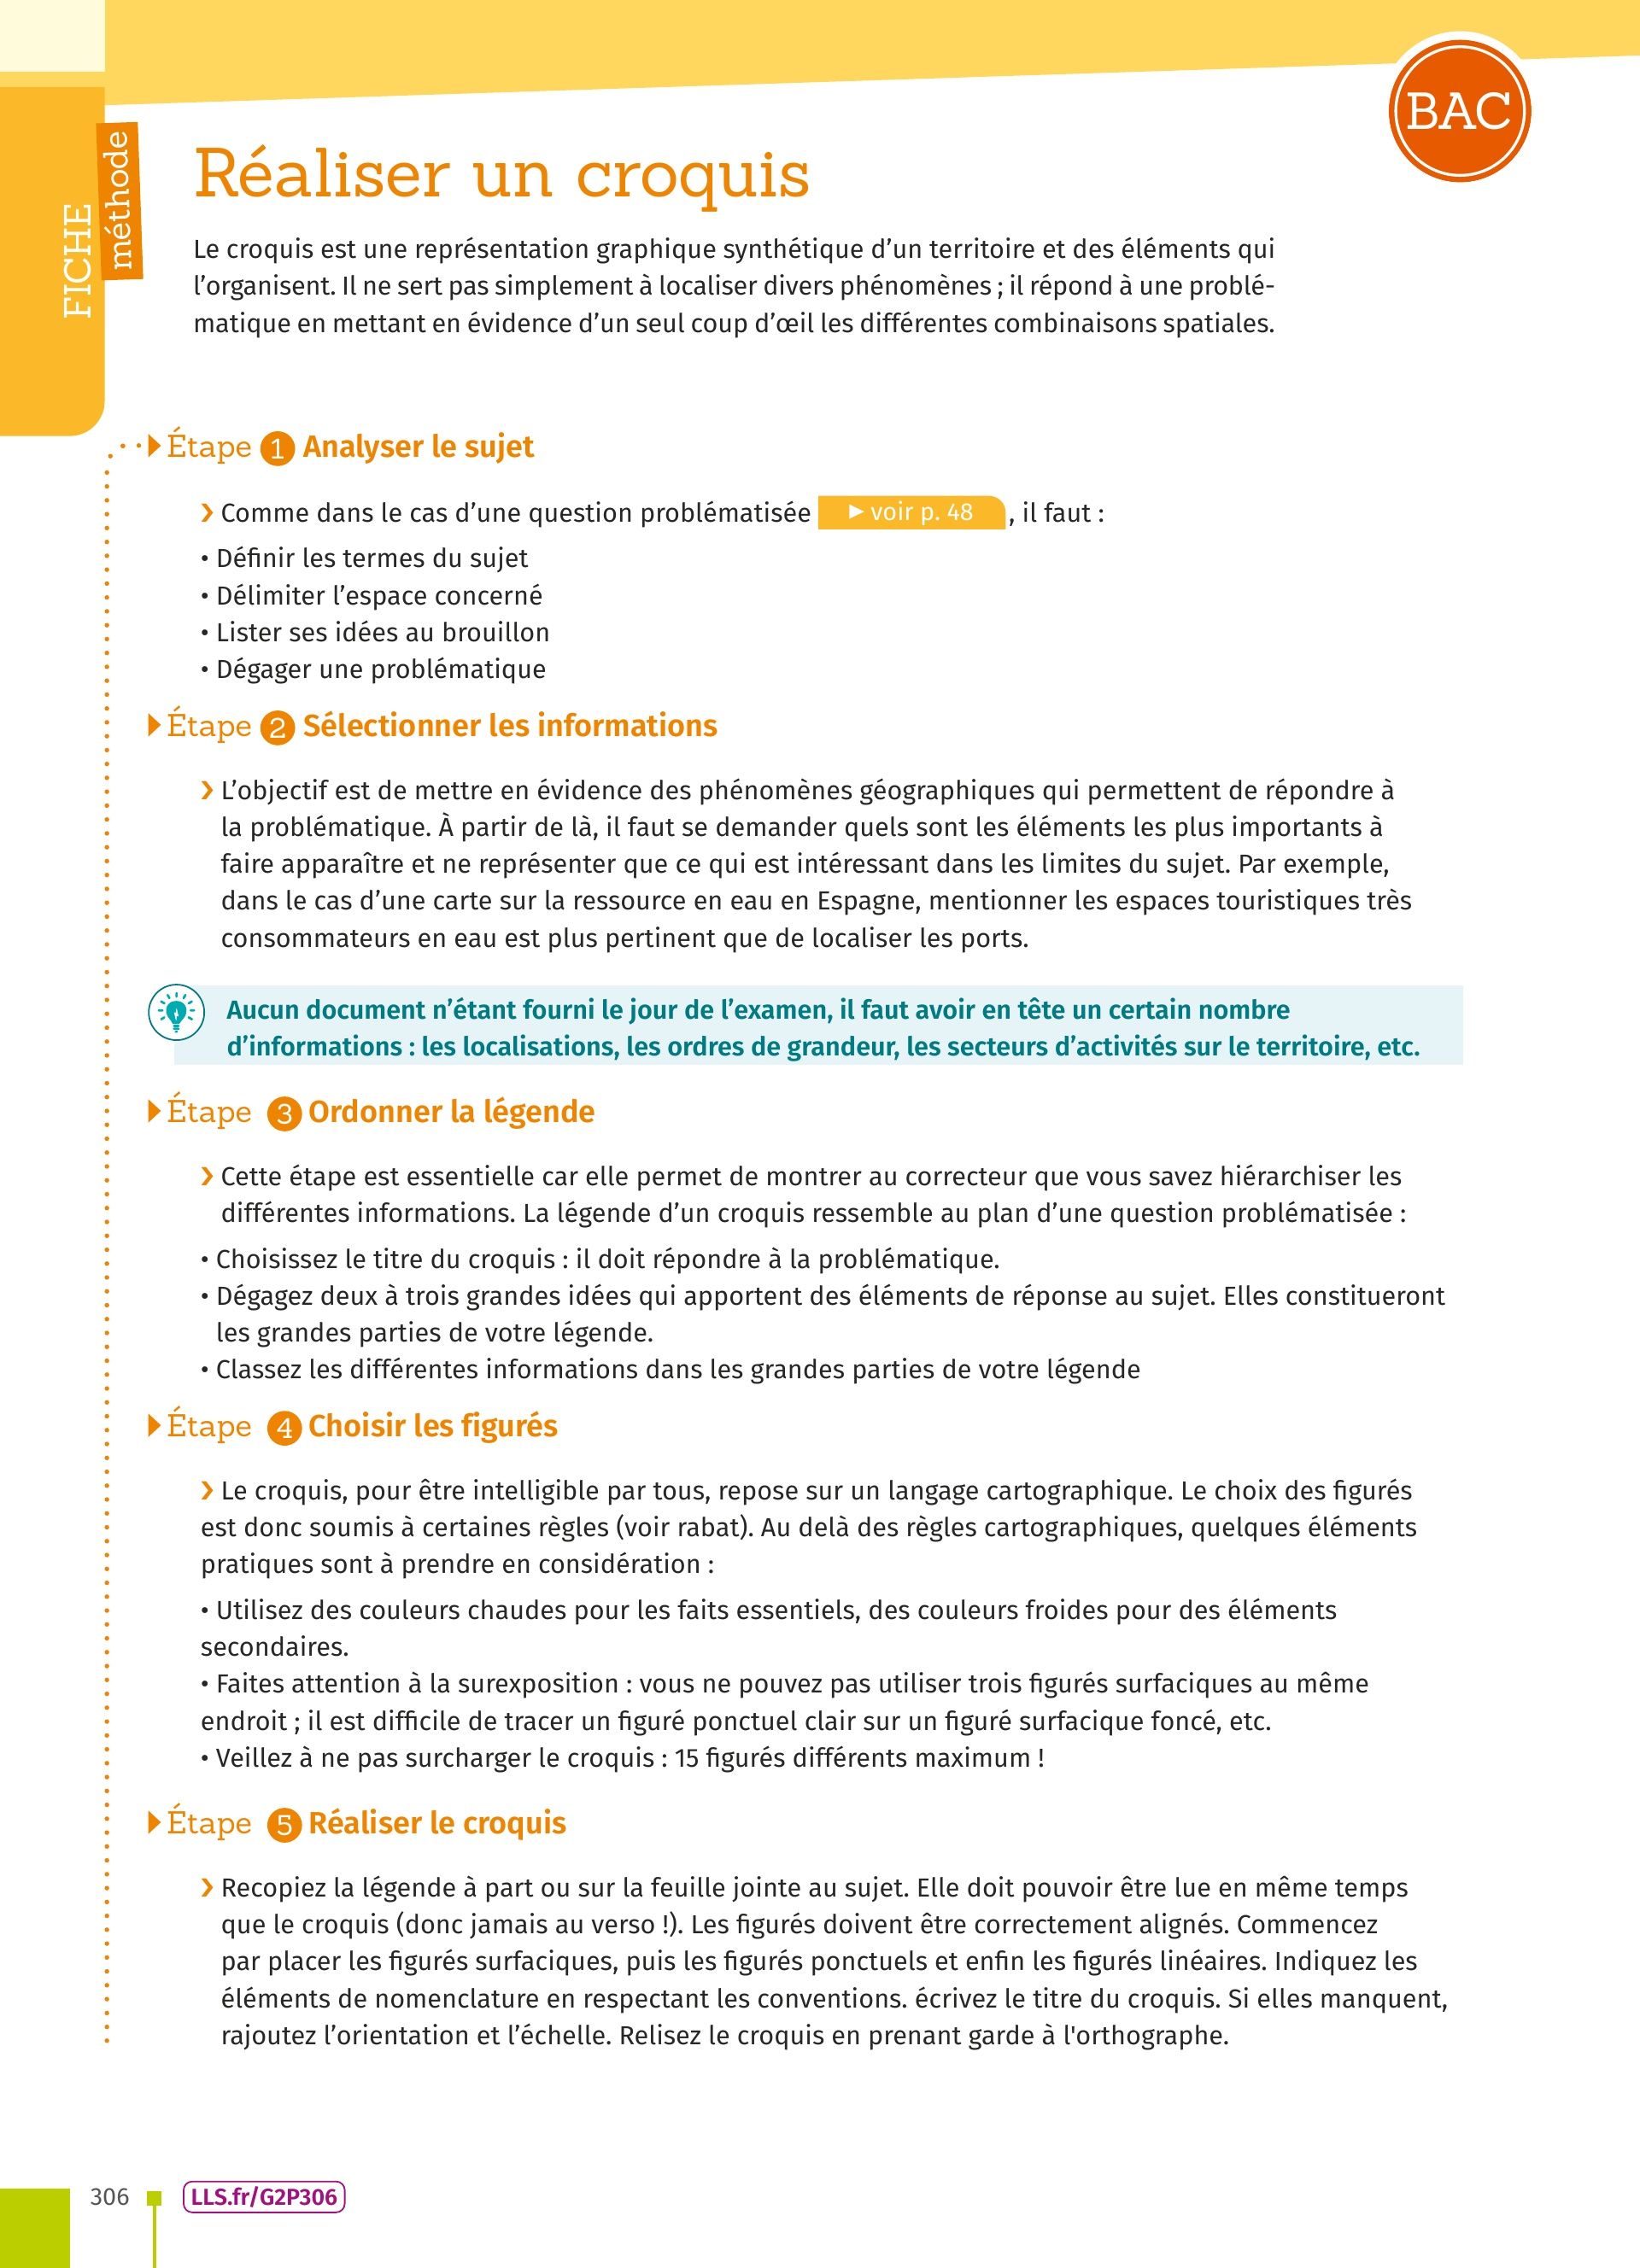 BAC
FICHE
méthode
Réaliser un croquis
Le croquis est une représentation graphique synthétique d’un territoire et des éléments qui
l’organisent. Il ne sert pas simplement à localiser divers phénomènes ; il répond à une problé-
matique en mettant en évidence d’un seul coup d’œil les différentes combinaisons spatiales.
Étape 1 Analyser le sujet
Comme dans le cas d’une question problématisée ▶ voir p. 48 , il faut :
• Définir les termes du sujet
• Délimiter l’espace concerné
• Lister ses idées au brouillon
• Dégager une problématique
Étape 2 Sélectionner les informations
L’objectif est de mettre en évidence des phénomènes géographiques qui permettent de répondre à
la problématique. À partir de là, il faut se demander quels sont les éléments les plus importants à
faire apparaître et ne représenter que ce qui est intéressant dans les limites du sujet. Par exemple,
dans le cas d’une carte sur la ressource en eau en Espagne, mentionner les espaces touristiques très
consommateurs en eau est plus pertinent que de localiser les ports.
Aucun document n’étant fourni le jour de l’examen, il faut avoir en tête un certain nombre
d’informations : les localisations, les ordres de grandeur, les secteurs d’activités sur le territoire, etc.
Étape 3 Ordonner la légende
Cette étape est essentielle car elle permet de montrer au correcteur que vous savez hiérarchiser les
différentes informations. La légende d’un croquis ressemble au plan d’une question problématisée :
• Choisissez le titre du croquis : il doit répondre à la problématique.
• Dégagez deux à trois grandes idées qui apportent des éléments de réponse au sujet. Elles constitueront
les grandes parties de votre légende.
• Classez les différentes informations dans les grandes parties de votre légende
Étape 4 Choisir les figurés
Le croquis, pour être intelligible par tous, repose sur un langage cartographique. Le choix des figurés
est donc soumis à certaines règles (voir rabat). Au delà des règles cartographiques, quelques éléments
pratiques sont à prendre en considération :
• Utilisez des couleurs chaudes pour les faits essentiels, des couleurs froides pour des éléments
secondaires.
• Faites attention à la surexposition : vous ne pouvez pas utiliser trois figurés surfaciques au même
endroit ; il est difficile de tracer un figuré ponctuel clair sur un figuré surfacique foncé, etc.
• Veillez à ne pas surcharger le croquis : 15 figurés différents maximum !
Étape 5 Réaliser le croquis
Recopiez la légende à part ou sur la feuille jointe au sujet. Elle doit pouvoir être lue en même temps
que le croquis (donc jamais au verso !). Les figurés doivent être correctement alignés. Commencez
par placer les figurés surfaciques, puis les figurés ponctuels et enfin les figurés linéaires. Indiquez les
éléments de nomenclature en respectant les conventions. écrivez le titre du croquis. Si elles manquent,
rajoutez l’orientation et l’échelle. Relisez le croquis en prenant garde à l'orthographe.
306
LLS.fr/G2P306